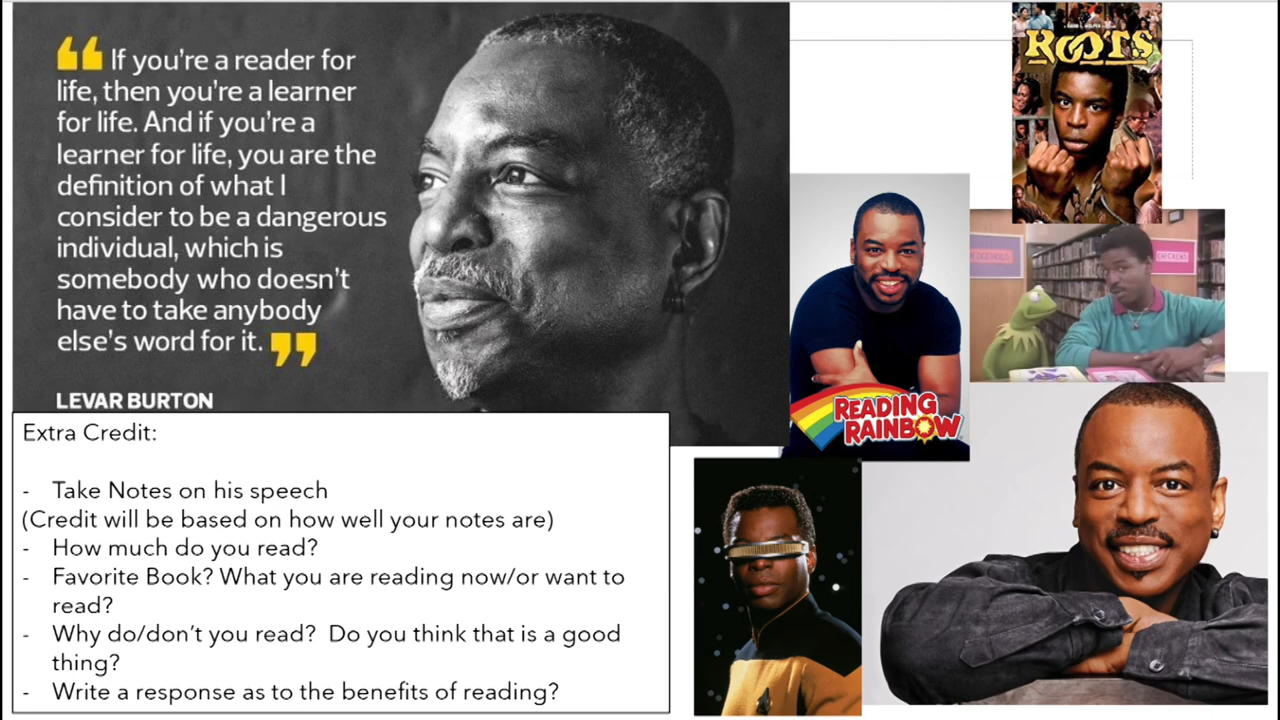 If you're a reader for
life, then you're a learner
for life. And if you're a
learner for life, you are the
definition of what I
consider to be a dangerous
individual, which is
somebody who doesn't
have to take anybody
else's word for it.
LEVAR BURTON
Extra Credit:
- Take Notes on his speech
(Credit will be based on how well your notes are)
- How much do you read?
- Favorite Book? What you are reading now/or want to
read?
- Why do/don't you read?  Do you think that is a good
thing?
- Write a response as to the benefits of reading?
ROOTS
CHICKENS
READING
RAINBOW